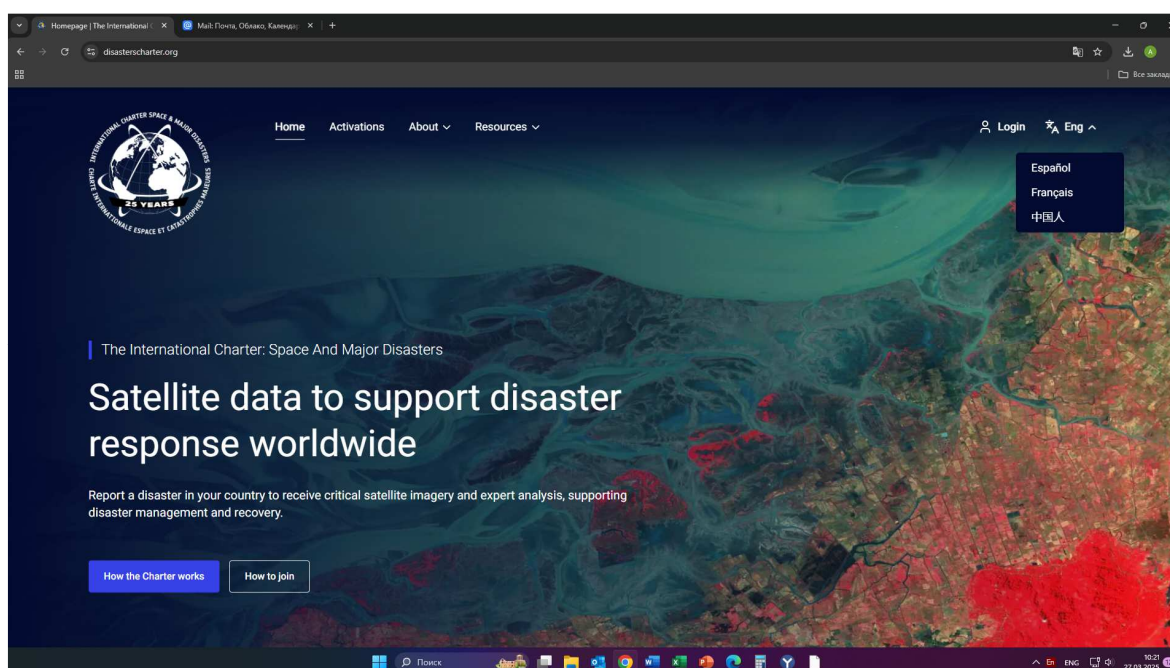 Homepage | The International C
Mail: Почта, Облако, Календар
disasterscharter.org
Все заклад
INTERNATIONAL CHARTER SPACE & MAJOR DISASTERS
CHARTE INTERNATIONALE ESPACE ET CATASTROPHES MAJEURES
25 YEARS
Home Activations About Resources
Login Eng
Español
Français
中国人
The International Charter: Space And Major Disasters
Satellite data to support disaster
response worldwide
Report a disaster in your country to receive critical satellite imagery and expert analysis, supporting
disaster management and recovery.
How the Charter works How to join
Поиск
En ENG 10:21
27.03.2025